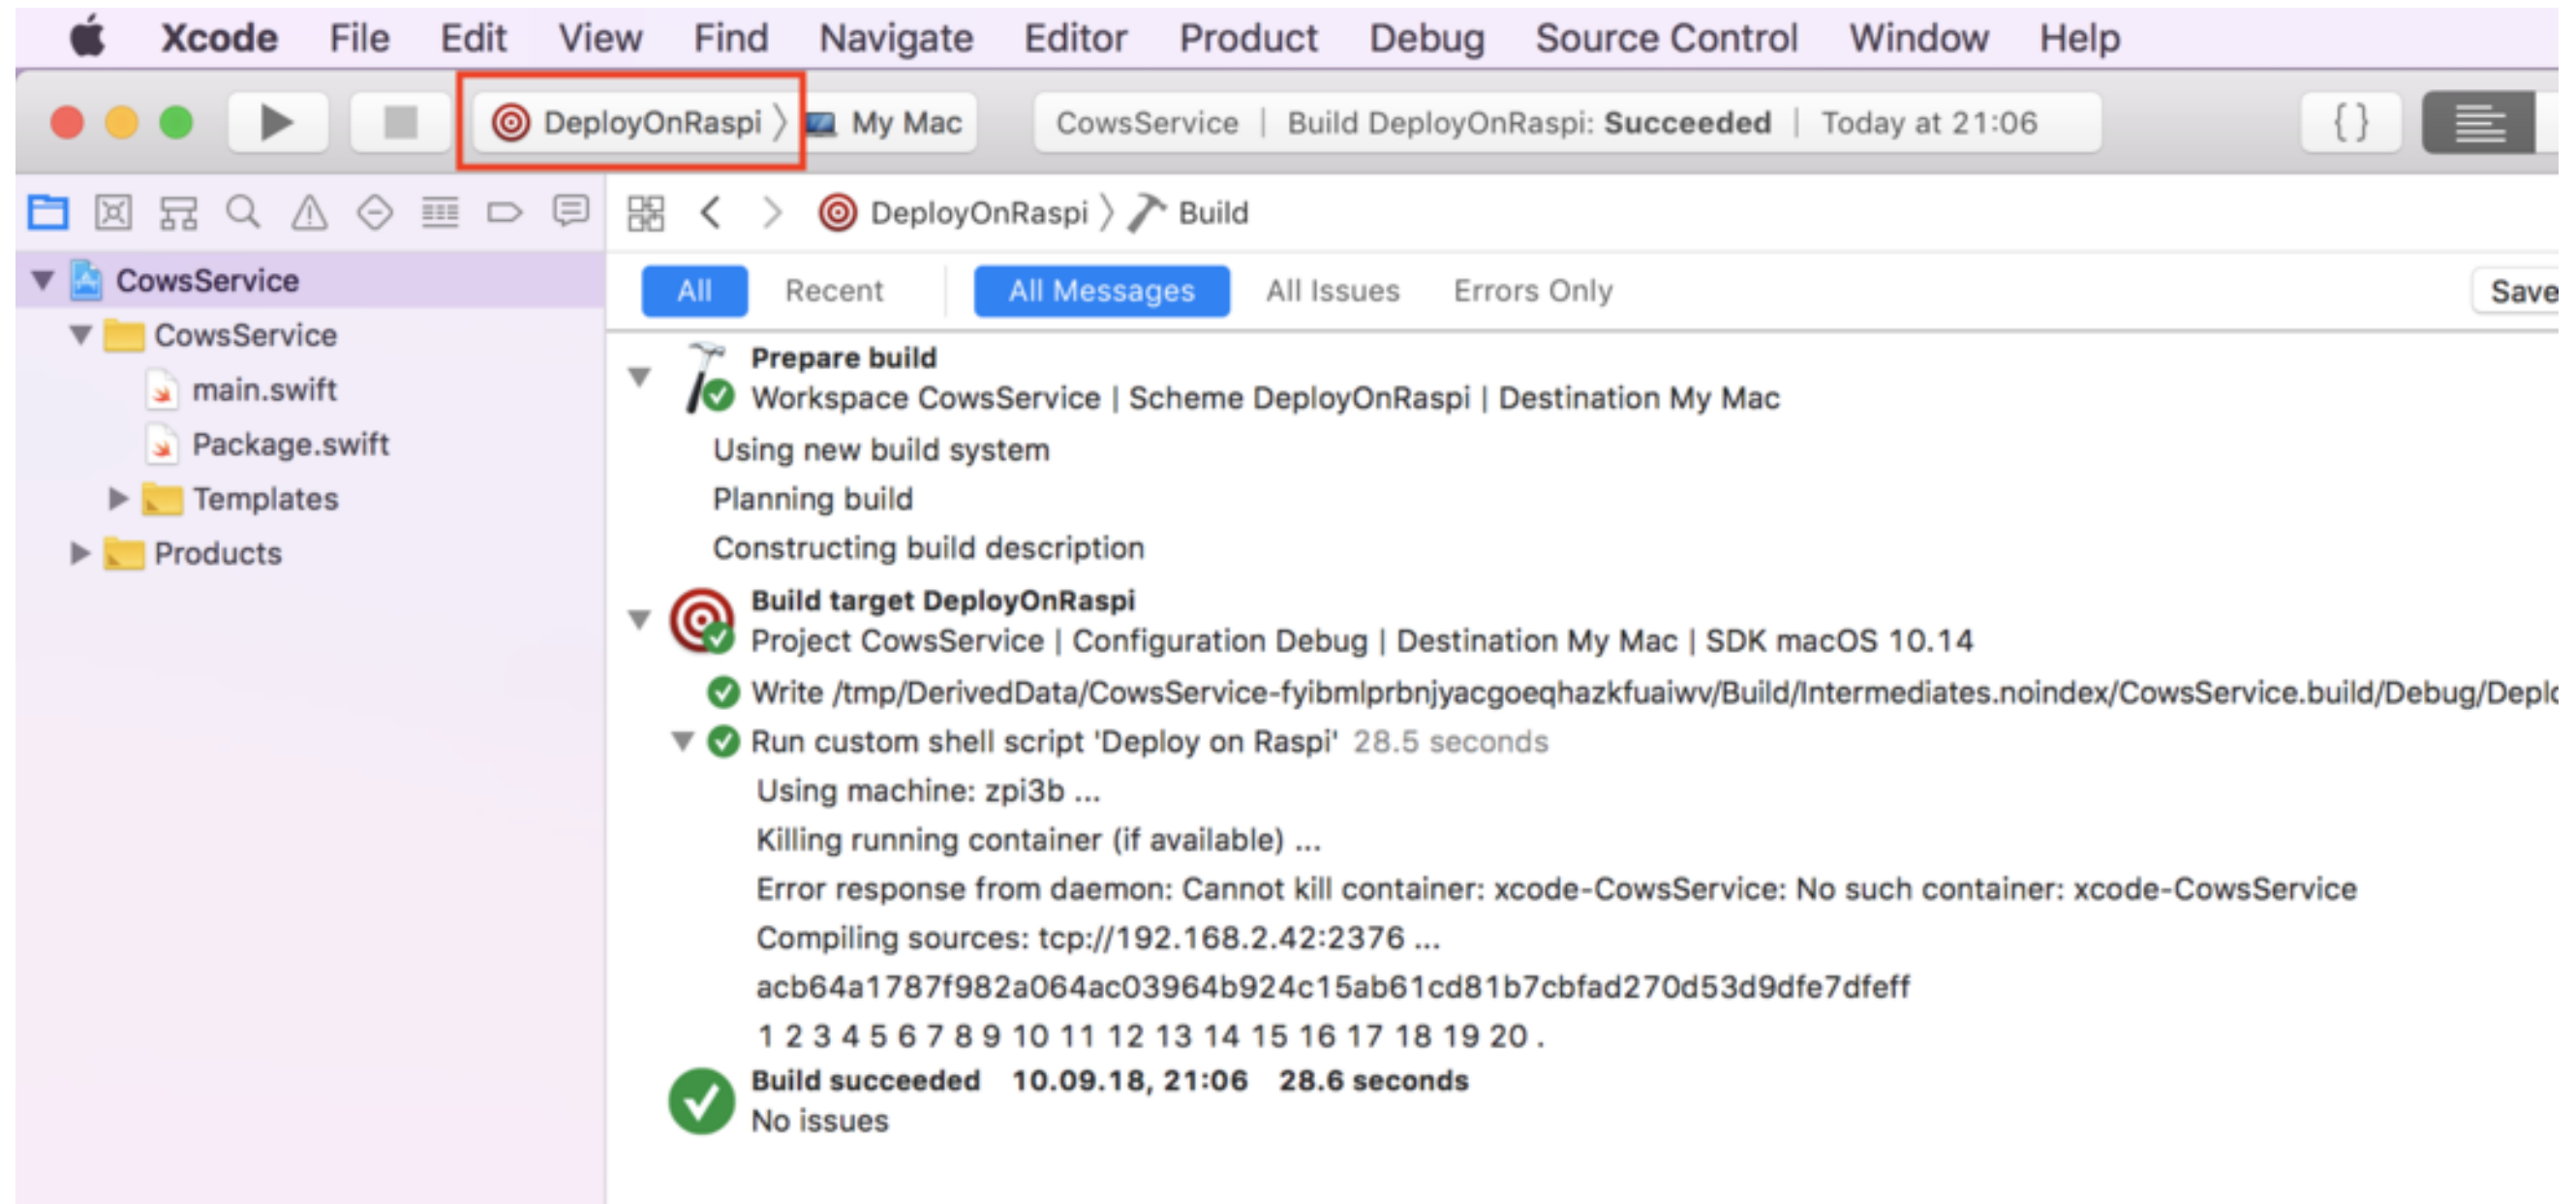 Xcode File Edit View Find Navigate Editor Product Debug Source Control Window Help
DeployOnRaspi 〉 My Mac CowsService | Build DeployOnRaspi: Succeeded | Today at 21:06 { }
DeployOnRaspi 〉 Build
CowsService
CowsService
main.swift
Package.swift
Templates
Products
All Recent All Messages All Issues Errors Only Save
Prepare build
Workspace CowsService | Scheme DeployOnRaspi | Destination My Mac
Using new build system
Planning build
Constructing build description
Build target DeployOnRaspi
Project CowsService | Configuration Debug | Destination My Mac | SDK macOS 10.14
Write /tmp/DerivedData/CowsService-fyibmlprbnjyacgoeqhazkfuaiwv/Build/Intermediates.noindex/CowsService.build/Debug/Deplo
Run custom shell script 'Deploy on Raspi' 28.5 seconds
Using machine: zpi3b ...
Killing running container (if available) ...
Error response from daemon: Cannot kill container: xcode-CowsService: No such container: xcode-CowsService
Compiling sources: tcp://192.168.2.42:2376 ...
acb64a1787f982a064ac03964b924c15ab61cd81b7cbfad270d53d9dfe7dfeff
1 2 3 4 5 6 7 8 9 10 11 12 13 14 15 16 17 18 19 20 .
Build succeeded 10.09.18, 21:06 28.6 seconds
No issues